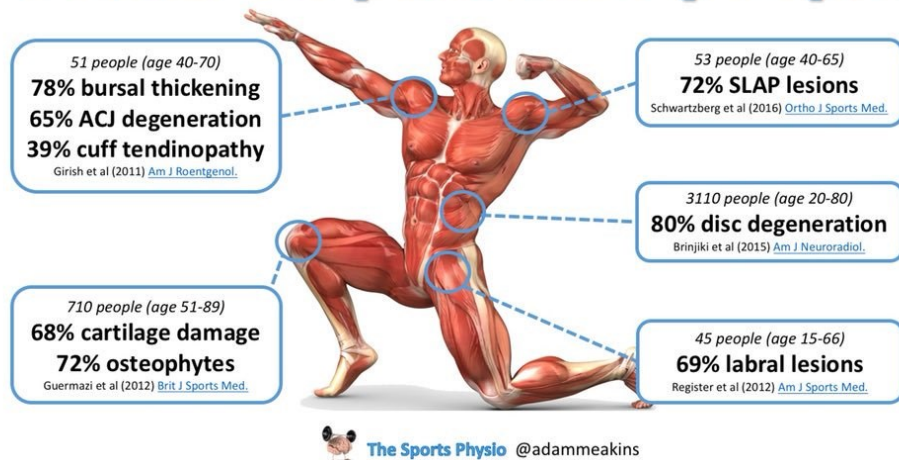 51 people (age 40-70)
78% bursal thickening
65% ACJ degeneration
39% cuff tendinopathy
Girish et al (2011) Am J Roentgenol.
53 people (age 40-65)
72% SLAP lesions
Schwartzberg et al (2016) Ortho J Sports Med.
3110 people (age 20-80)
80% disc degeneration
Brinjiki et al (2015) Am J Neuroradiol.
710 people (age 51-89)
68% cartilage damage
72% osteophytes
Guermazi et al (2012) Brit J Sports Med.
45 people (age 15-66)
69% labral lesions
Register et al (2012) Am J Sports Med.
The Sports Physio @adammeakins